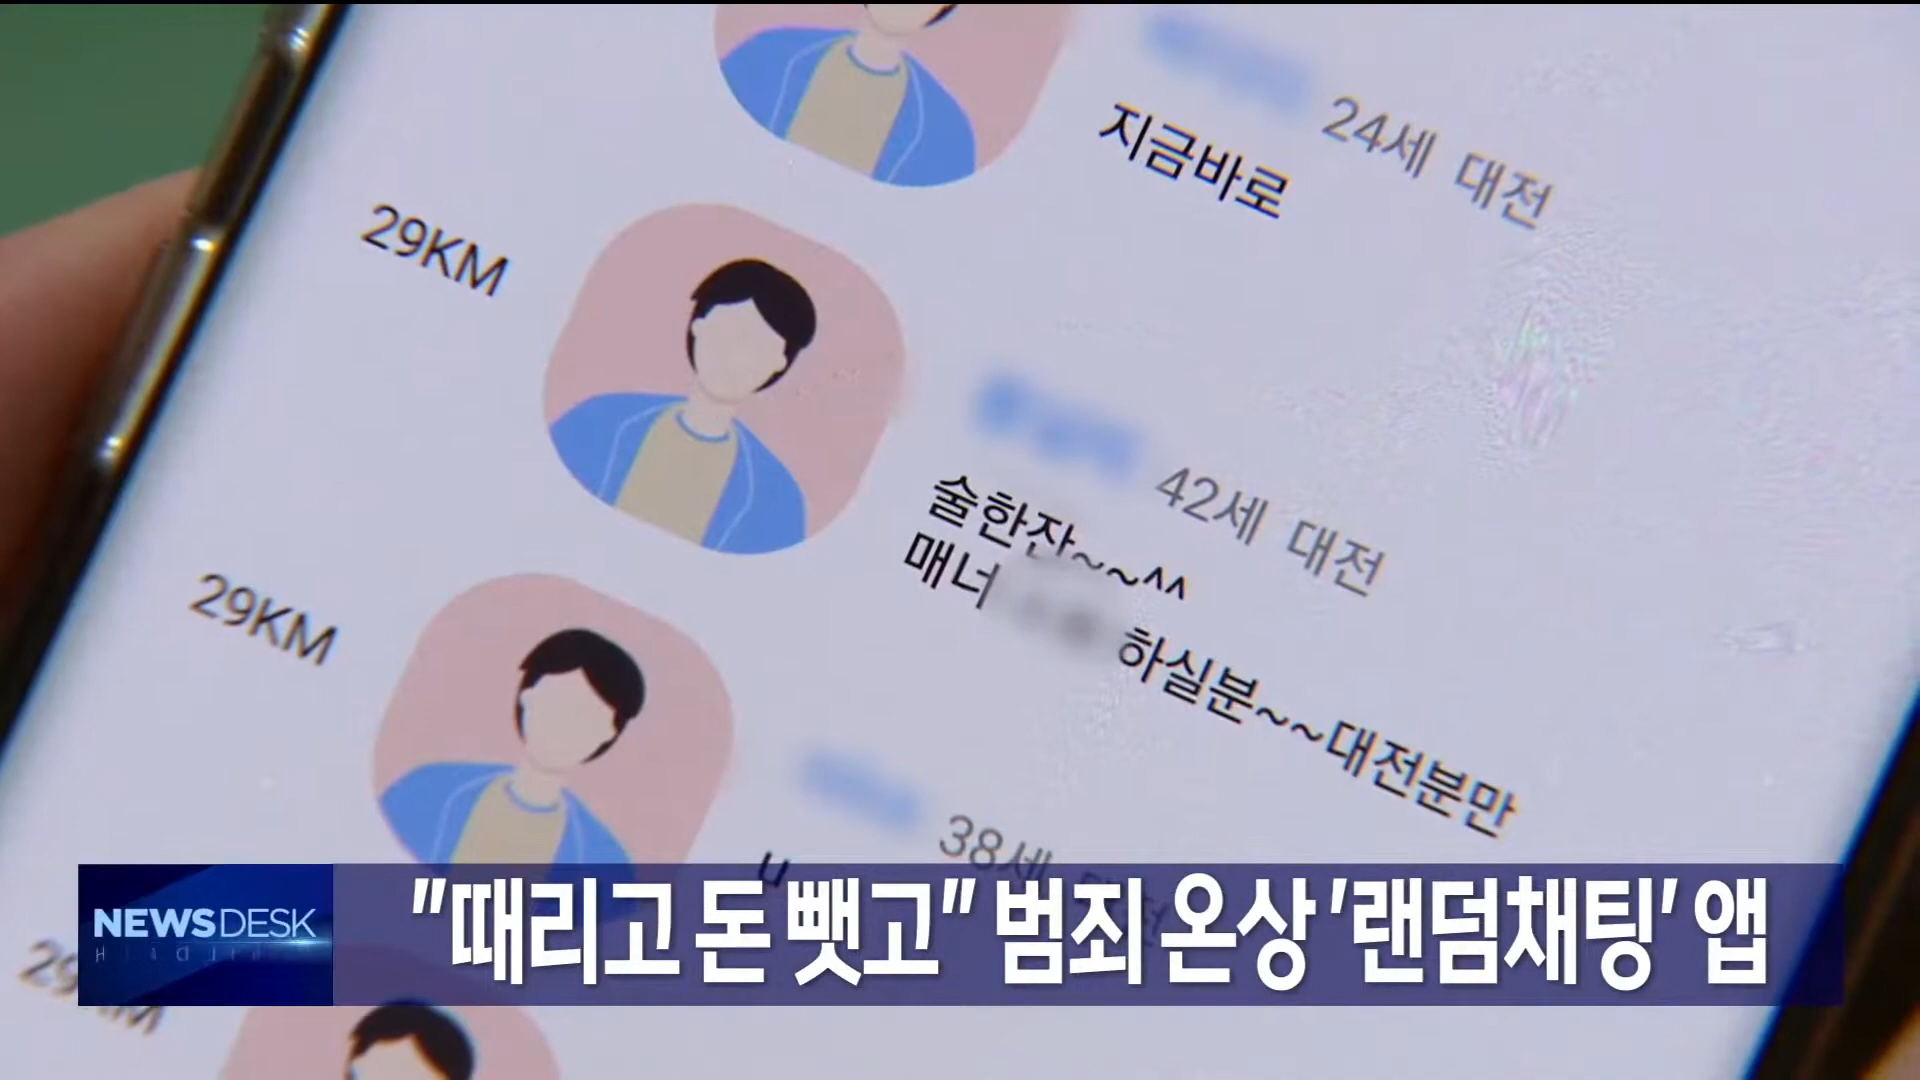 24세 대전
지금바로
29KM
42세 대전
술한잔~~^^
매너
하실분~~대전분만
29KM
38세
"때리고 돈 뺏고" 범죄 온상 '랜덤채팅' 앱
NEWSDESK